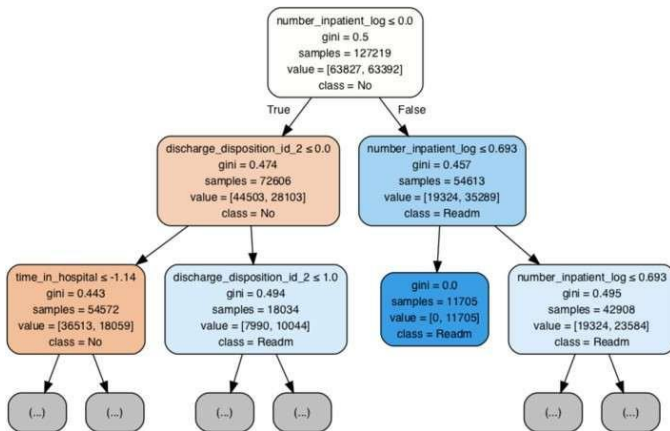 number_inpatient_log ≤ 0.0
gini = 0.5
samples = 127219
value = [63827, 63392]
class = No
True
False
discharge_disposition_id_2 ≤ 0.0
gini = 0.474
samples = 72606
value = [44503, 28103]
class = No
number_inpatient_log ≤ 0.693
gini = 0.457
samples = 54613
value = [19324, 35289]
class = Readm
time_in_hospital ≤ -1.14
gini = 0.443
samples = 54572
value = [36513, 18059]
class = No
discharge_disposition_id_2 ≤ 1.0
gini = 0.494
samples = 18034
value = [7990, 10044]
class = Readm
gini = 0.0
samples = 11705
value = [0, 11705]
class = Readm
number_inpatient_log ≤ 0.693
gini = 0.495
samples = 42908
value = [19324, 23584]
class = Readm
(...)
(...)
(...)
(...)
(...)
(...)